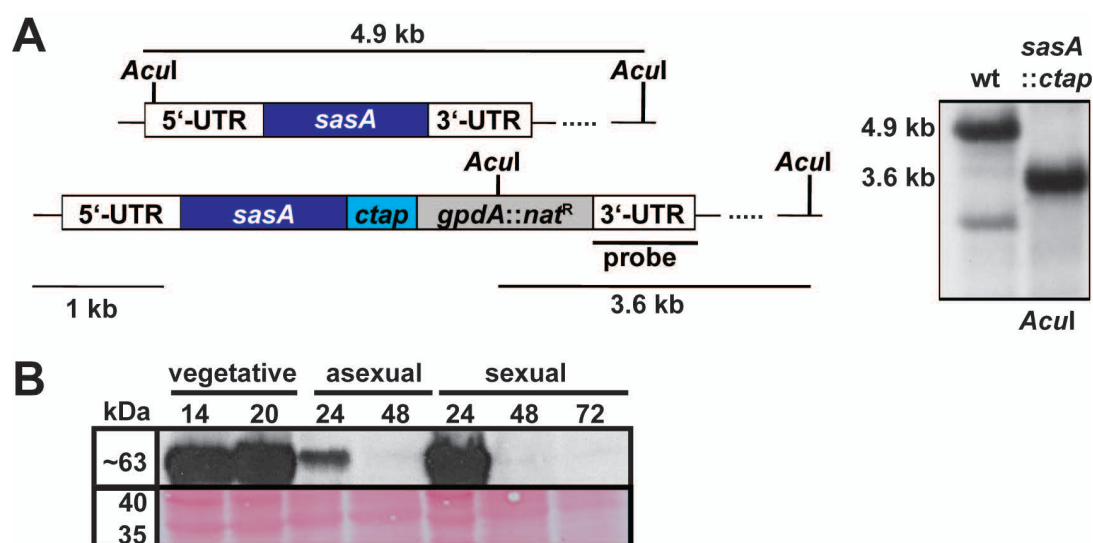 A
4.9 kb
AcuI AcuI
5‘-UTR sasA 3‘-UTR
AcuI AcuI
5‘-UTR sasA ctap gpdA::natR 3‘-UTR
probe
1 kb
3.6 kb
sasA
wt ::ctap
4.9 kb
3.6 kb
AcuI
B
vegetative asexual sexual
kDa 14 20 24 48 24 48 72
~63
40
35